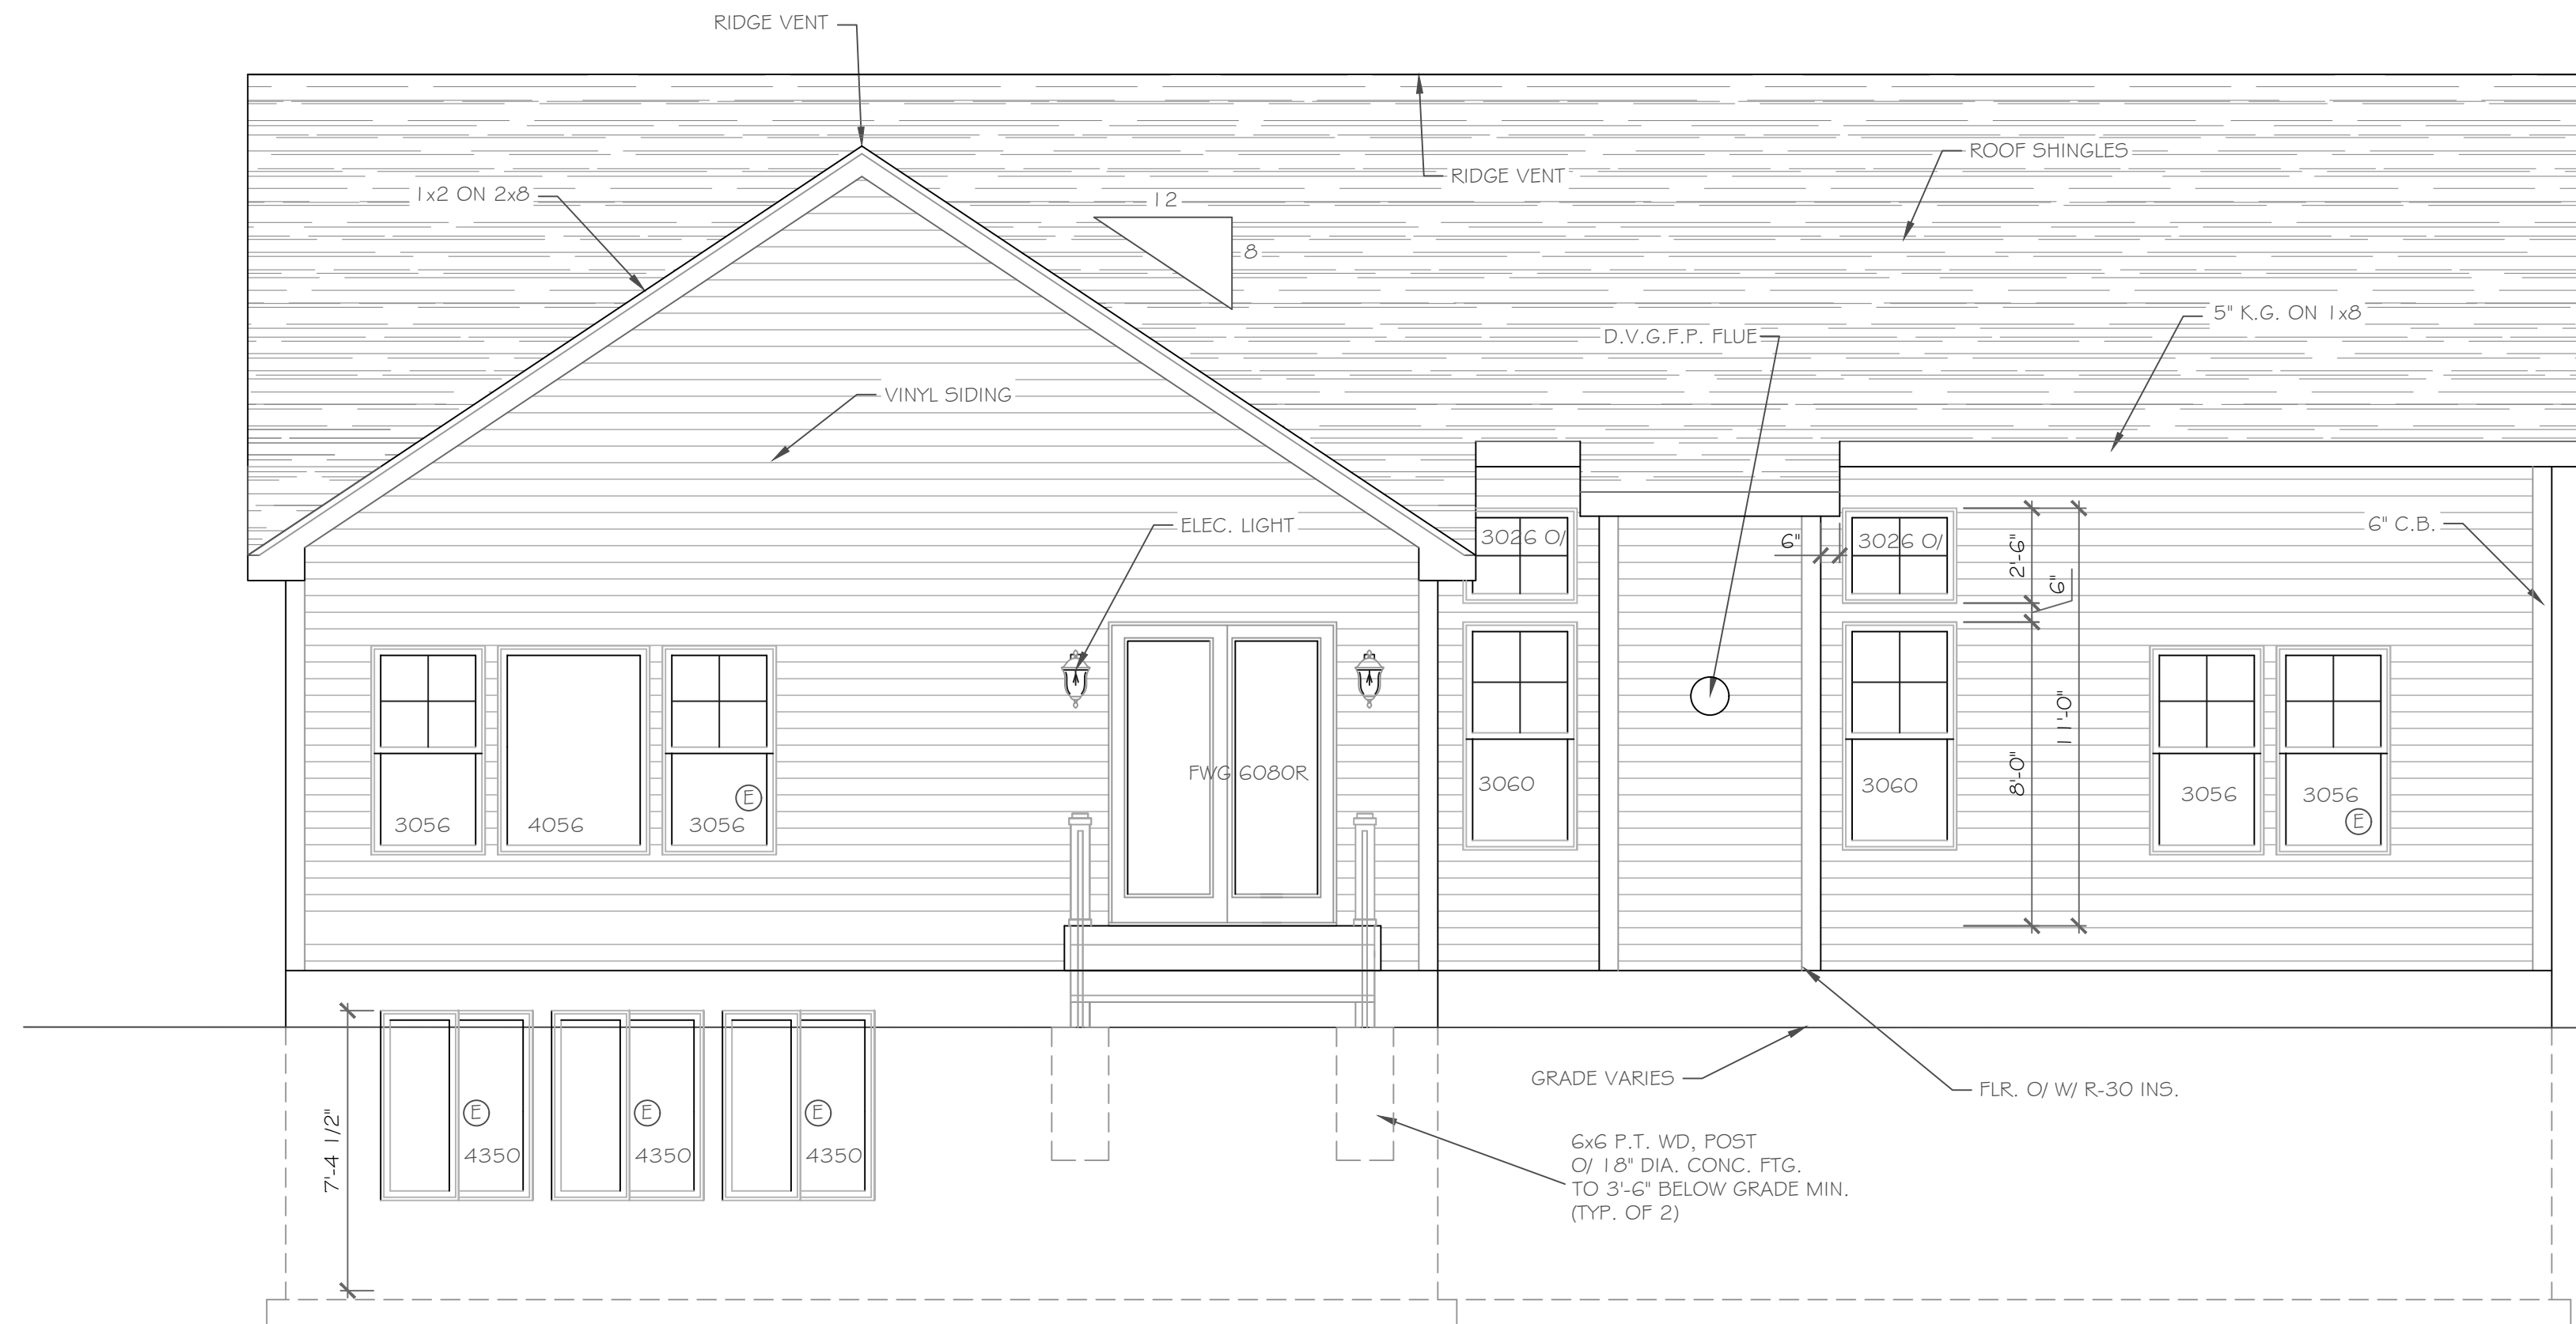 RIDGE VENT
ROOF SHINGLES
RIDGE VENT
1x2 ON 2x8
12
8
5" K.G. ON 1x8
D.V.G.F.P. FLUE
VINYL SIDING
ELEC. LIGHT
6" C.B.
3026 O/
6"
3026 O/
2'-6"
6"
11'-0"
8'-0"
FWG 6080R
3060
3060
3056
3056
E
E
3056
4056
3056
GRADE VARIES
FLR. O/ W/ R-30 INS.
7'-4 1/2"
E
E
E
4350
4350
4350
6x6 P.T. WD, POST
O/ 18" DIA. CONC. FTG.
TO 3'-6" BELOW GRADE MIN.
(TYP. OF 2)